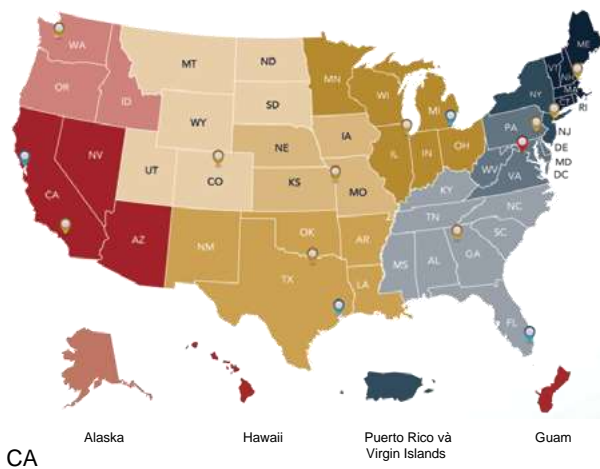 WA
ME
MT
ND
VT
NH
OR
MN
ID
NY
MA
SD
WI
MI
CT
RI
WY
PA
IA
NJ
NE
OH
DE
NV
IL
IN
MD
UT
WV
VA
DC
CO
KS
MO
CA
KY
NC
TN
OK
AZ
NM
AR
SC
MS
AL
GA
TX
LA
FL
Alaska
Hawaii
Puerto Rico và
Virgin Islands
Guam
CA